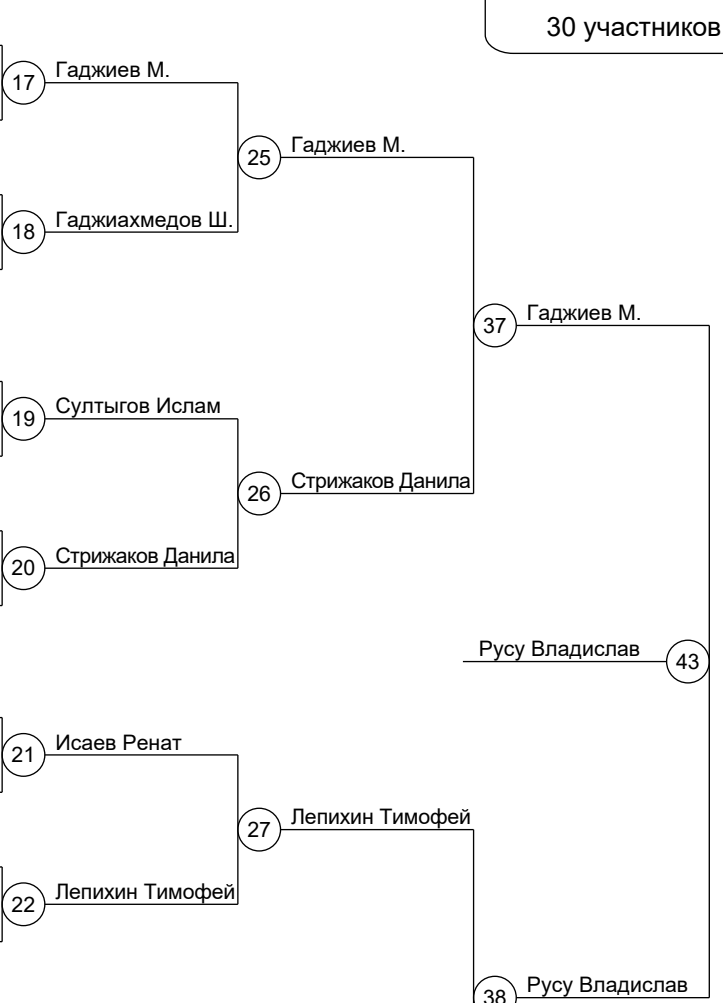 30 участников
17 Гаджиев М.
25 Гаджиев М.
18 Гаджиахмедов Ш.
37 Гаджиев М.
19 Султыгов Ислам
26 Стрижаков Данила
20 Стрижаков Данила
Русу Владислав 43
21 Исаев Ренат
27 Лепихин Тимофей
22 Лепихин Тимофей
38 Русу Владислав